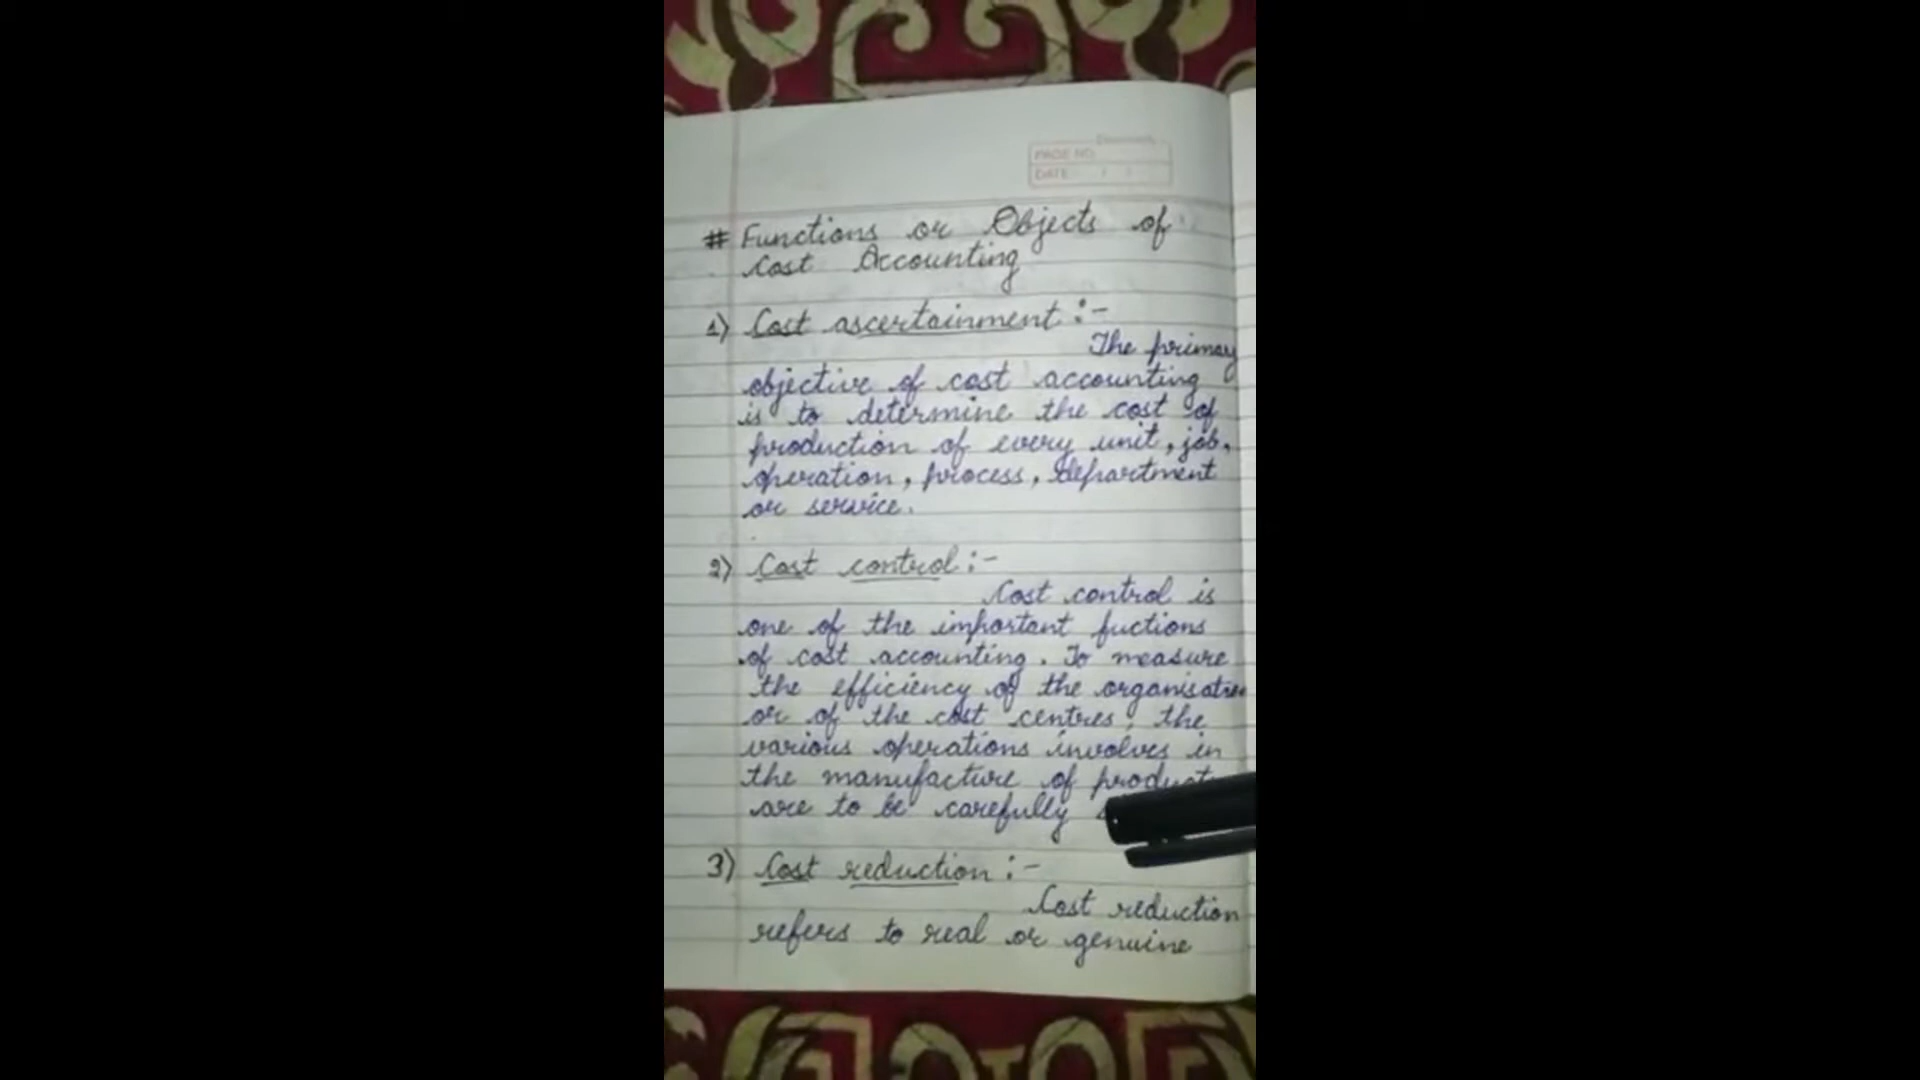 PAGE NO.
DATE / /
# Functions or Objects of
Cost Accounting
1) Cost ascertainment :-
The primay
objective of cost accounting
is to determine the cost of
production of every unit, job,
operation, process, department
or service.
2) Cost control :-
Cost control is
one of the important fuctions
of cost accounting. To measure
the efficiency of the organisation
or of the cost centres, the
various operations involves in
the manufacture of product
are to be carefully
3) Cost reduction :-
Cost reduction
refers to real or genuine